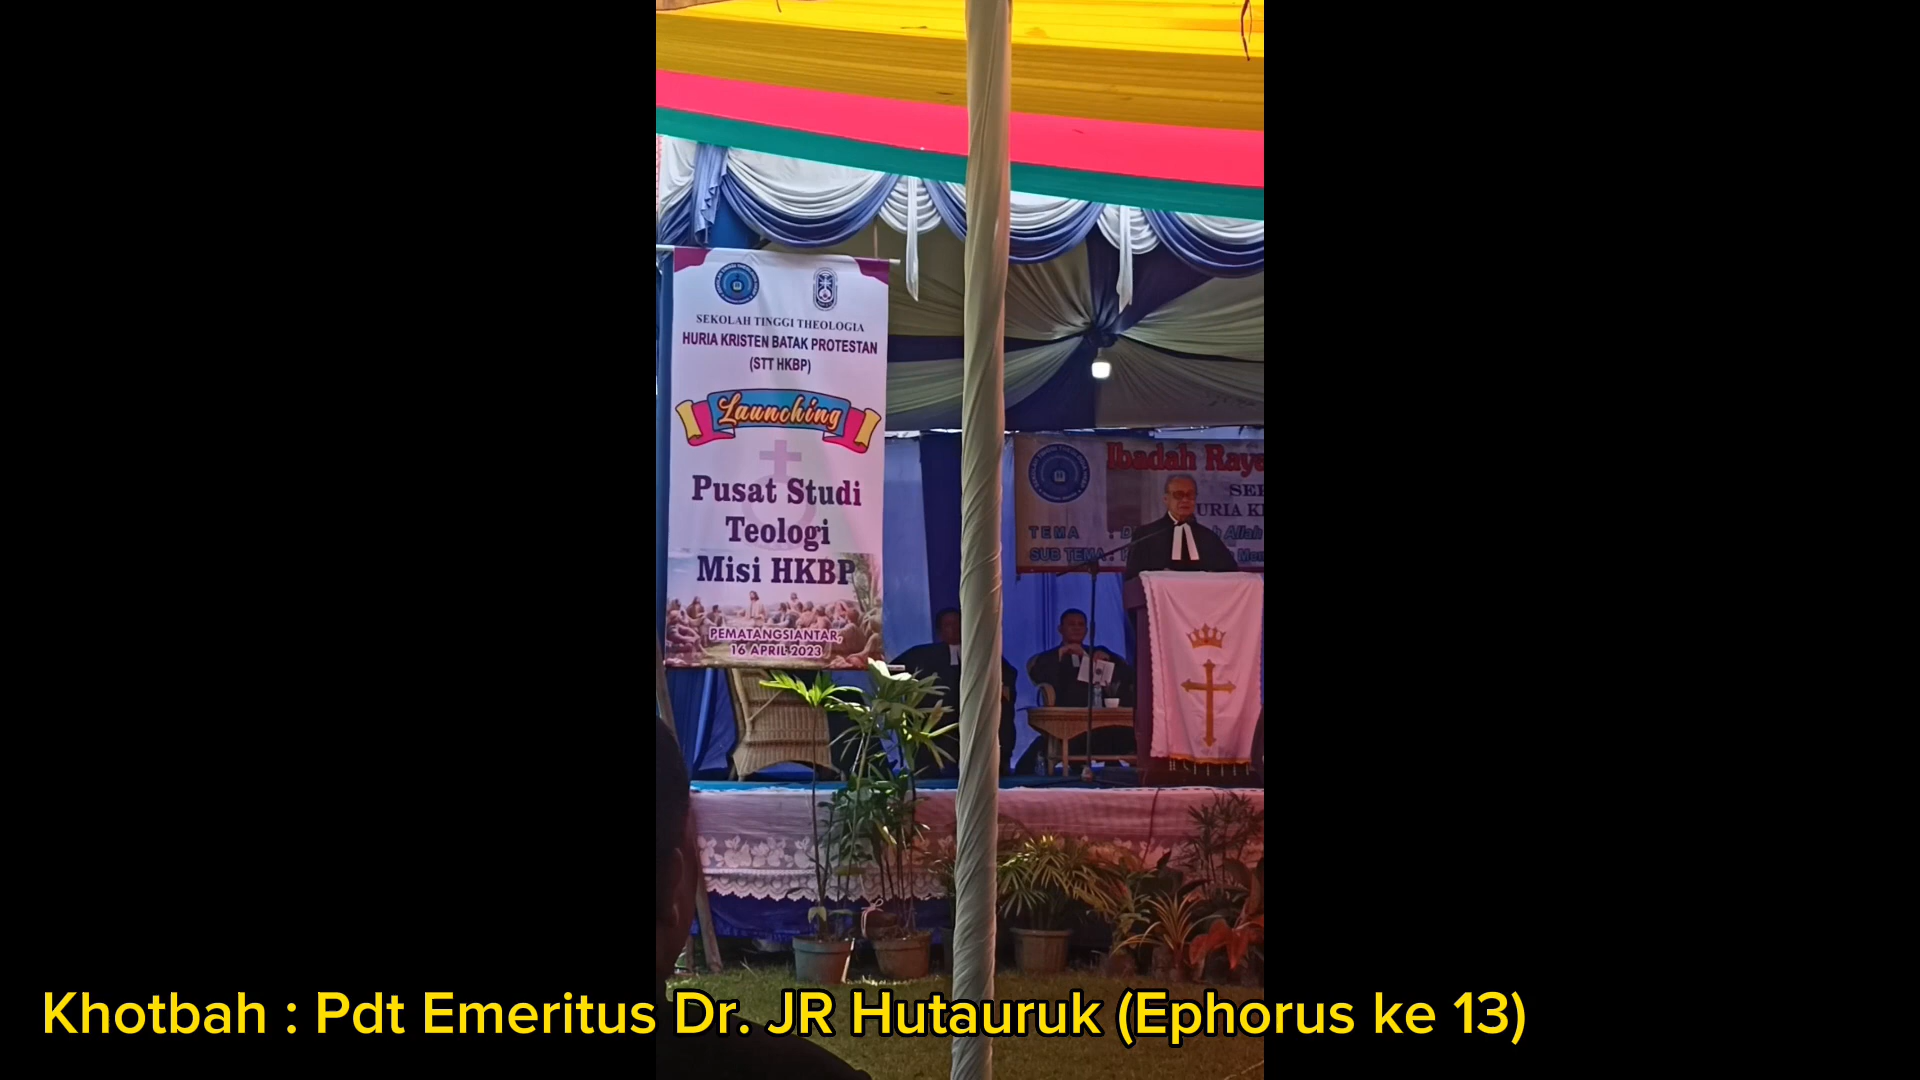 SEKOLAH TINGGI THEOLOGIA
HURIA KRISTEN BATAK PROTESTAN
(STT HKBP)
Launching
Pusat Studi
Teologi
Misi HKBP
PEMATANGSIANTAR,
16 APRIL 2023
Ibadah Raya
TEMA :
Allah
SUB TEMA :
Khotbah : Pdt Emeritus Dr. JR Hutauruk (Ephorus ke 13)